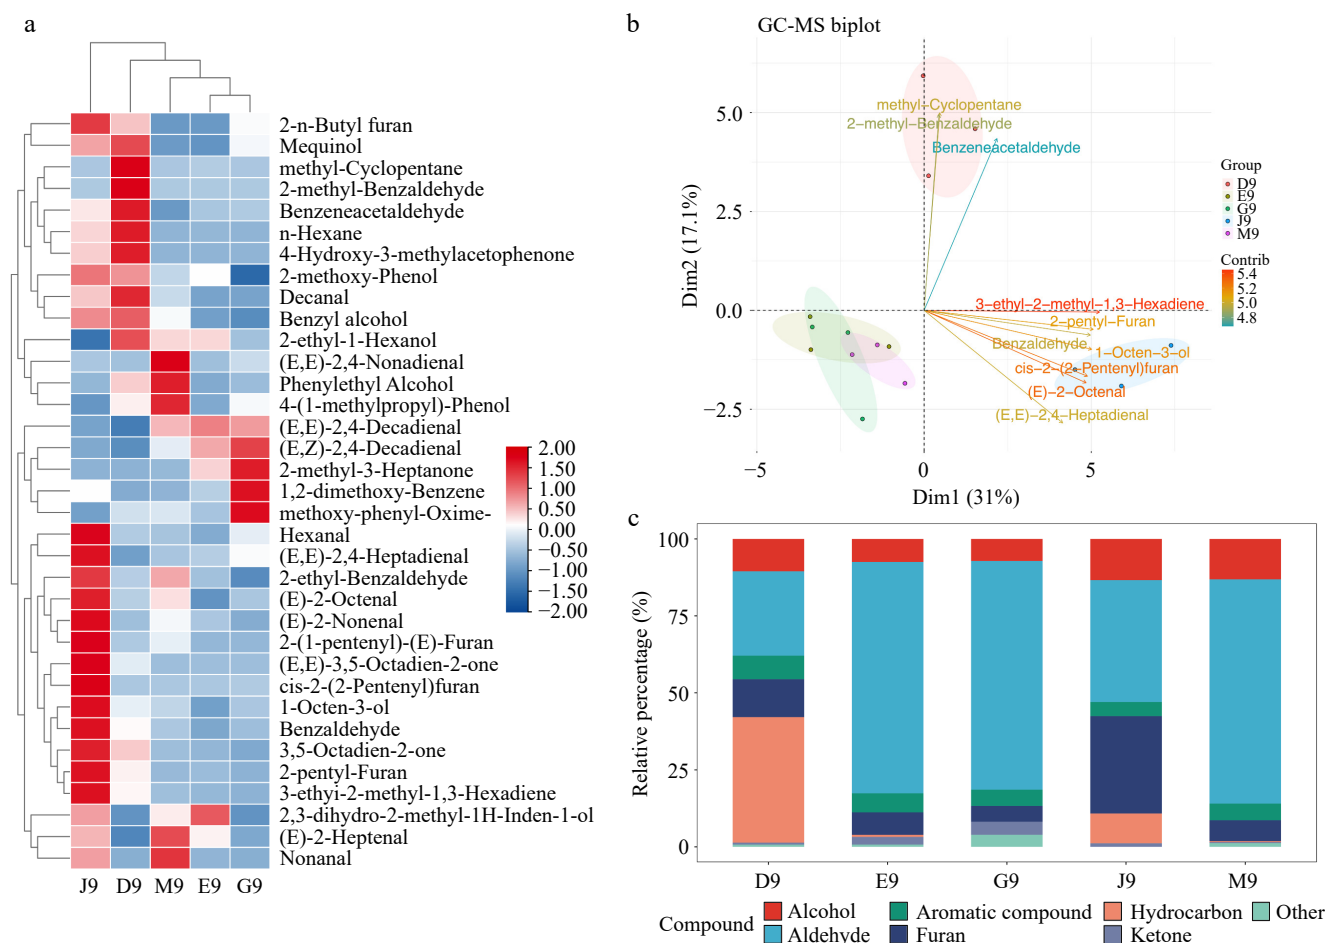 a
2-n-Butyl furan
Mequinol
methyl-Cyclopentane
2-methyl-Benzaldehyde
Benzeneacetaldehyde
n-Hexane
4-Hydroxy-3-methylacetophenone
2-methoxy-Phenol
Decanal
Benzyl alcohol
2-ethyl-1-Hexanol
(E,E)-2,4-Nonadienal
Phenylethyl Alcohol
4-(1-methylpropyl)-Phenol
(E,E)-2,4-Decadienal
(E,Z)-2,4-Decadienal
2-methyl-3-Heptanone
1,2-dimethoxy-Benzene
methoxy-phenyl-Oxime-
Hexanal
(E,E)-2,4-Heptadienal
2-ethyl-Benzaldehyde
(E)-2-Octenal
(E)-2-Nonenal
2-(1-pentenyl)-(E)-Furan
(E,E)-3,5-Octadien-2-one
cis-2-(2-Pentenyl)furan
1-Octen-3-ol
Benzaldehyde
3,5-Octadien-2-one
2-pentyl-Furan
3-ethyi-2-methyl-1,3-Hexadiene
2,3-dihydro-2-methyl-1H-Inden-1-ol
(E)-2-Heptenal
Nonanal
J9 D9 M9 E9 G9
2.00
1.50
1.00
0.50
0
−0.50
−1.00
−1.50
−2.00
b
GC-MS biplot
Dim2 (17.1%)
5.0
2.5
0.0
−2.5
−5 0 5
Dim1 (31%)
methyl−Cyclopentane
2−methyl−Benzaldehyde
Benzeneacetaldehyde
3−ethyl−2−methyl−1,3−Hexadiene
2−pentyl−Furan
Benzaldehyde
1−Octen−3−ol
cis−2−(2−Pentenyl)furan
(E)−2−Octenal
(E,E)−2,4−Heptadienal
Group
D9
E9
G9
J9
M9
Contrib
5.4
5.2
5.0
4.8
c
Relative percentage (%)
100
75
50
25
0
D9 E9 G9 J9 M9
Compound
Alcohol Aromatic compound Hydrocarbon Other
Aldehyde Furan Ketone